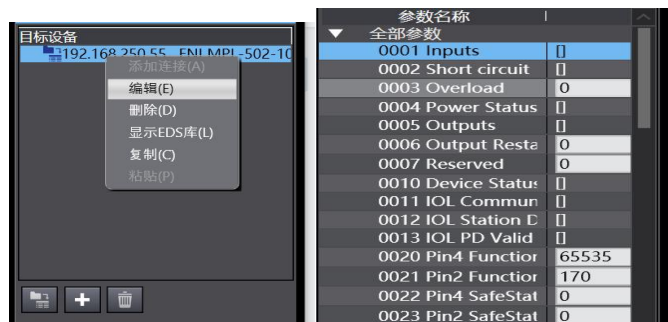 目标设备
192.168.250.55 ENI MPL-502-10
添加连接(A)
编辑(E)
删除(D)
显示EDS库(L)
复制(C)
粘贴(P)
参数名称
全部参数
0001 Inputs []
0002 Short circuit []
0003 Overload 0
0004 Power Status []
0005 Outputs []
0006 Output Resta 0
0007 Reserved 0
0010 Device Status []
0011 IOL Commun []
0012 IOL Station D []
0013 IOL PD Valid []
0020 Pin4 Function 65535
0021 Pin2 Function 170
0022 Pin4 SafeStat 0
0023 Pin2 SafeStat 0